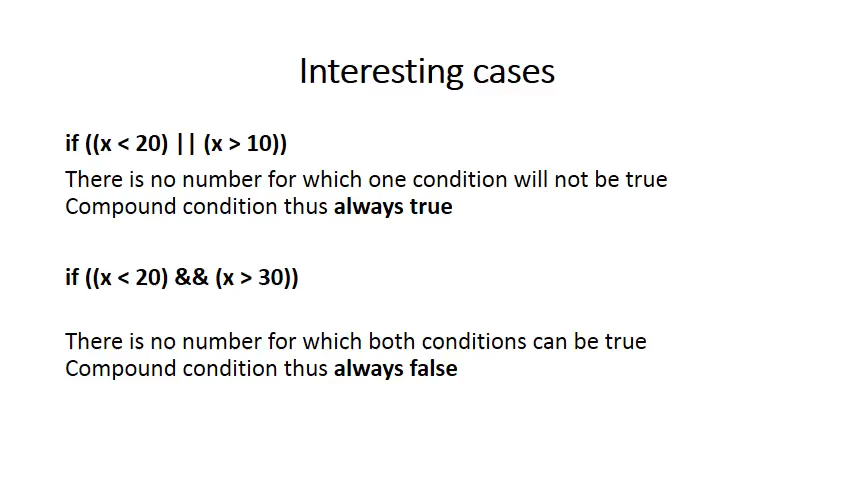 Interesting cases
if ((x < 20) || (x > 10))
There is no number for which one condition will not be true
Compound condition thus always true
if ((x < 20) && (x > 30))
There is no number for which both conditions can be true
Compound condition thus always false